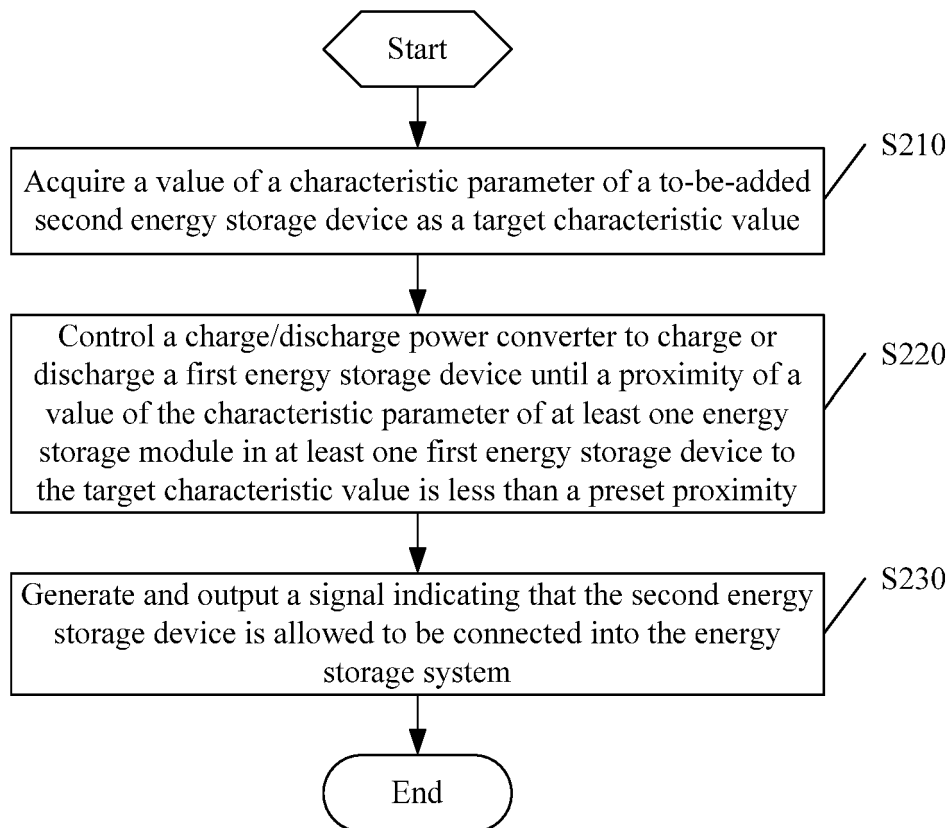 Start
S210
Acquire a value of a characteristic parameter of a to-be-added
second energy storage device as a target characteristic value
Control a charge/discharge power converter to charge or
discharge a first energy storage device until a proximity of a
S220
value of the characteristic parameter of at least one energy
storage module in at least one first energy storage device to
the target characteristic value is less than a preset proximity
S230
Generate and output a signal indicating that the second energy
storage device is allowed to be connected into the energy
storage system
End